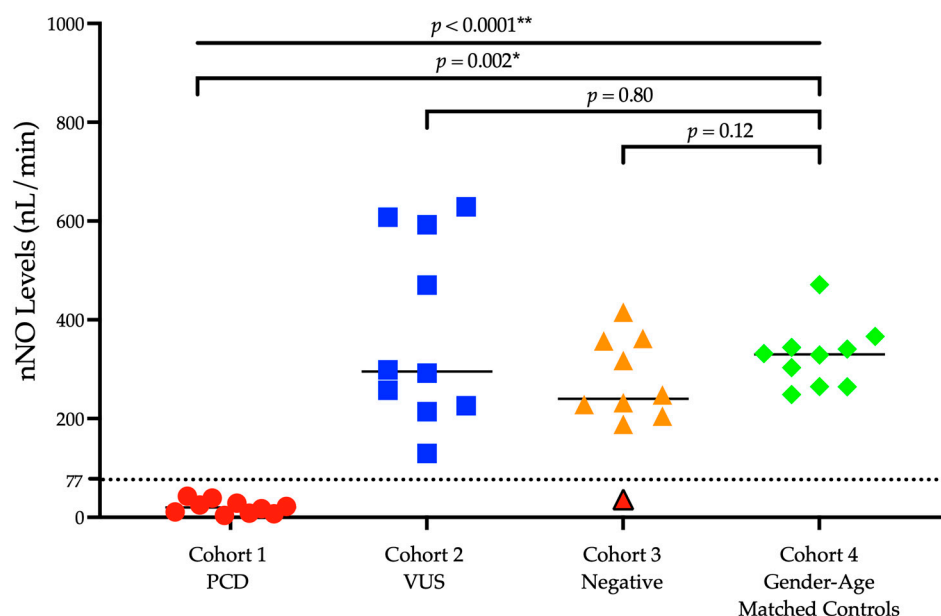 1000
p < 0.0001**
p = 0.002*
p = 0.80
p = 0.12
800
600
400
200
77
0
nNO Levels (nL/min)
Cohort 1
PCD
Cohort 2
VUS
Cohort 3
Negative
Cohort 4
Gender-Age
Matched Controls